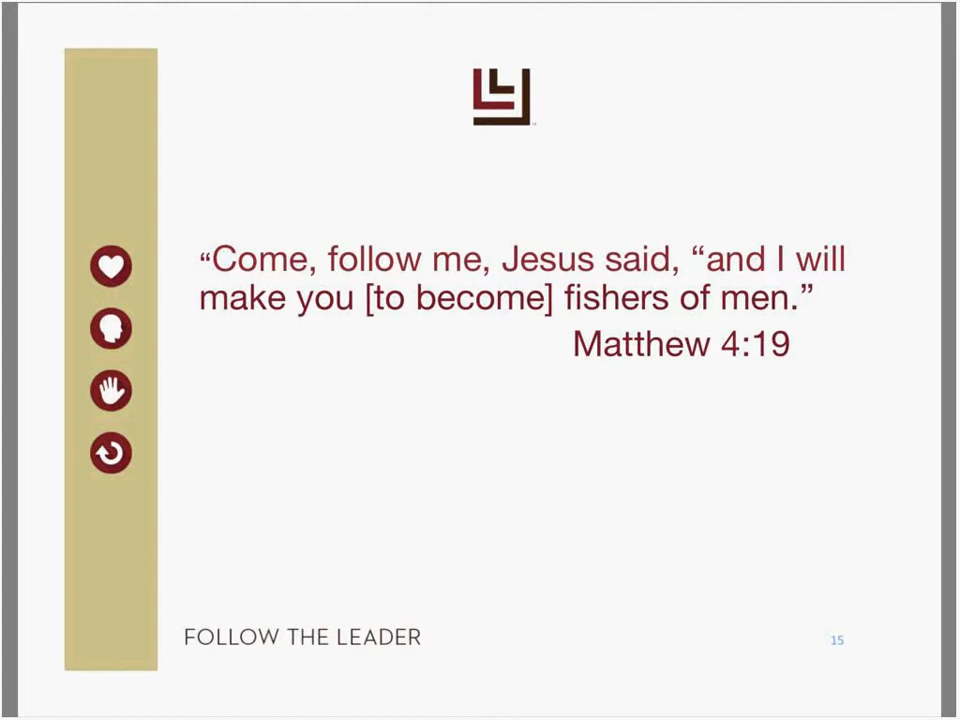 “Come, follow me, Jesus said, “and I will
make you [to become] fishers of men.”
Matthew 4:19
FOLLOW THE LEADER
15